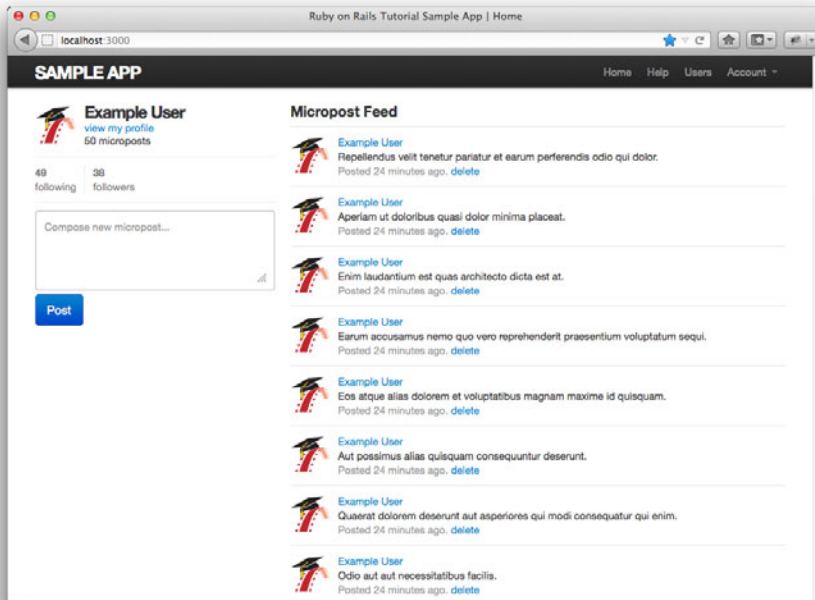 Ruby on Rails Tutorial Sample App | Home
localhost:3000
SAMPLE APP
Home Help Users Account
Example User
view my profile
50 microposts
49
following
38
followers
Compose new micropost...
Post
Micropost Feed
Example User
Repellendus velit tenetur pariatur et earum perferendis odio qui dolor.
Posted 24 minutes ago. delete
Example User
Aperiam ut doloribus quasi dolor minima placeat.
Posted 24 minutes ago. delete
Example User
Enim laudantium est quas architecto dicta est at.
Posted 24 minutes ago. delete
Example User
Earum accusamus nemo quo vero reprehenderit praesentium voluptatum sequi.
Posted 24 minutes ago. delete
Example User
Eos atque alias dolorem et voluptatibus magnam maxime id quisquam.
Posted 24 minutes ago. delete
Example User
Aut possimus alias quisquam consequuntur deserunt.
Posted 24 minutes ago. delete
Example User
Quaerat dolorem deserunt aut asperiores qui modi consequatur qui enim.
Posted 24 minutes ago. delete
Example User
Odio aut aut necessitatibus facilis.
Posted 24 minutes ago. delete